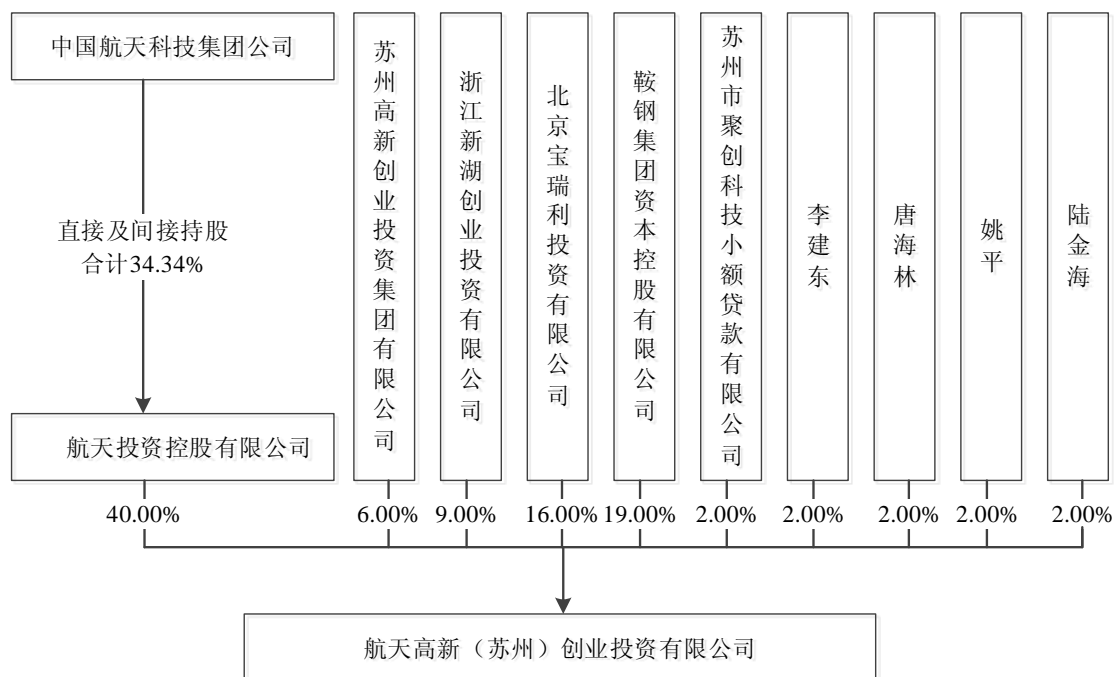 中国航天科技集团公司
直接及间接持股
合计34.34%
航天投资控股有限公司
苏州高新创业投资集团有限公司
浙江新湖创业投资有限公司
北京宝瑞利投资有限公司
鞍钢集团资本控股有限公司
苏州市聚创科技小额贷款有限公司
李建东
唐海林
姚平
陆金海
40.00%
6.00%
9.00%
16.00%
19.00%
2.00%
2.00%
2.00%
2.00%
2.00%
航天高新（苏州）创业投资有限公司